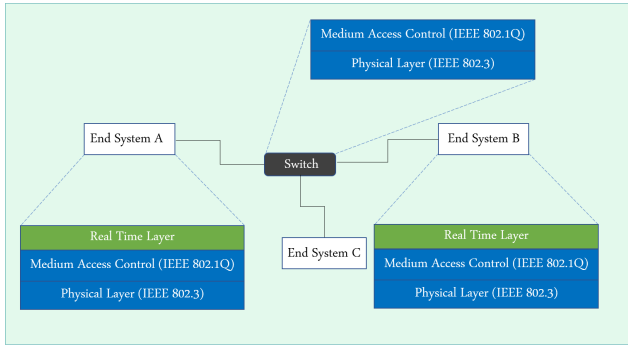 Medium Access Control (IEEE 802.1Q)
Physical Layer (IEEE 802.3)
End System A
End System B
Switch
End System C
Real Time Layer
Medium Access Control (IEEE 802.1Q)
Physical Layer (IEEE 802.3)
Real Time Layer
Medium Access Control (IEEE 802.1Q)
Physical Layer (IEEE 802.3)